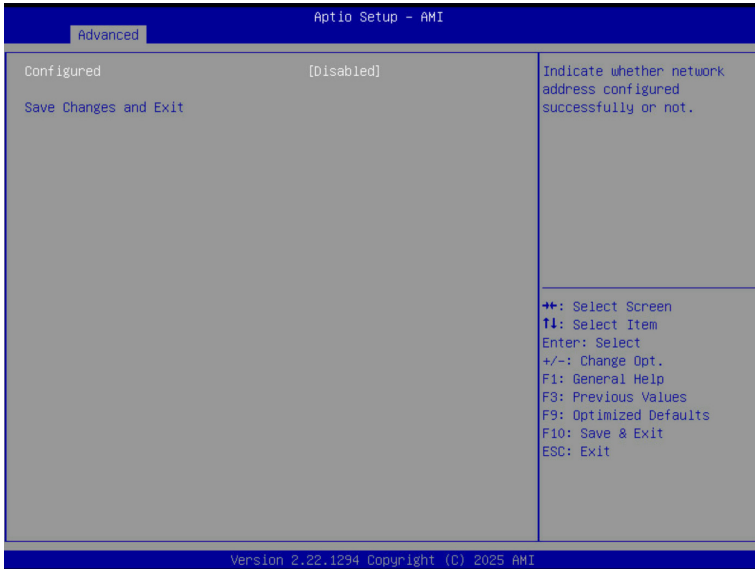 Aptio Setup – AMI
Advanced
Configured [Disabled]
Save Changes and Exit
Indicate whether network
address configured
successfully or not.
→←: Select Screen
↑↓: Select Item
Enter: Select
+/-: Change Opt.
F1: General Help
F3: Previous Values
F9: Optimized Defaults
F10: Save & Exit
ESC: Exit
Version 2.22.1294 Copyright (C) 2025 AMI